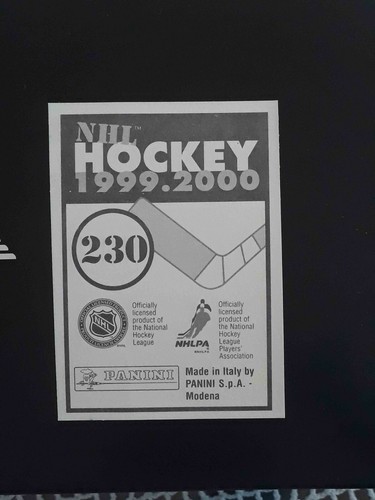 NHL™
HOCKEY
1999.2000
230
NHL
Officially
licensed
product of
the National
Hockey
League
NHLPA
Officially
licensed
product of
the National
Hockey
League
Players'
Association
PANINI
Made in Italy by
PANINI S.p.A. -
Modena